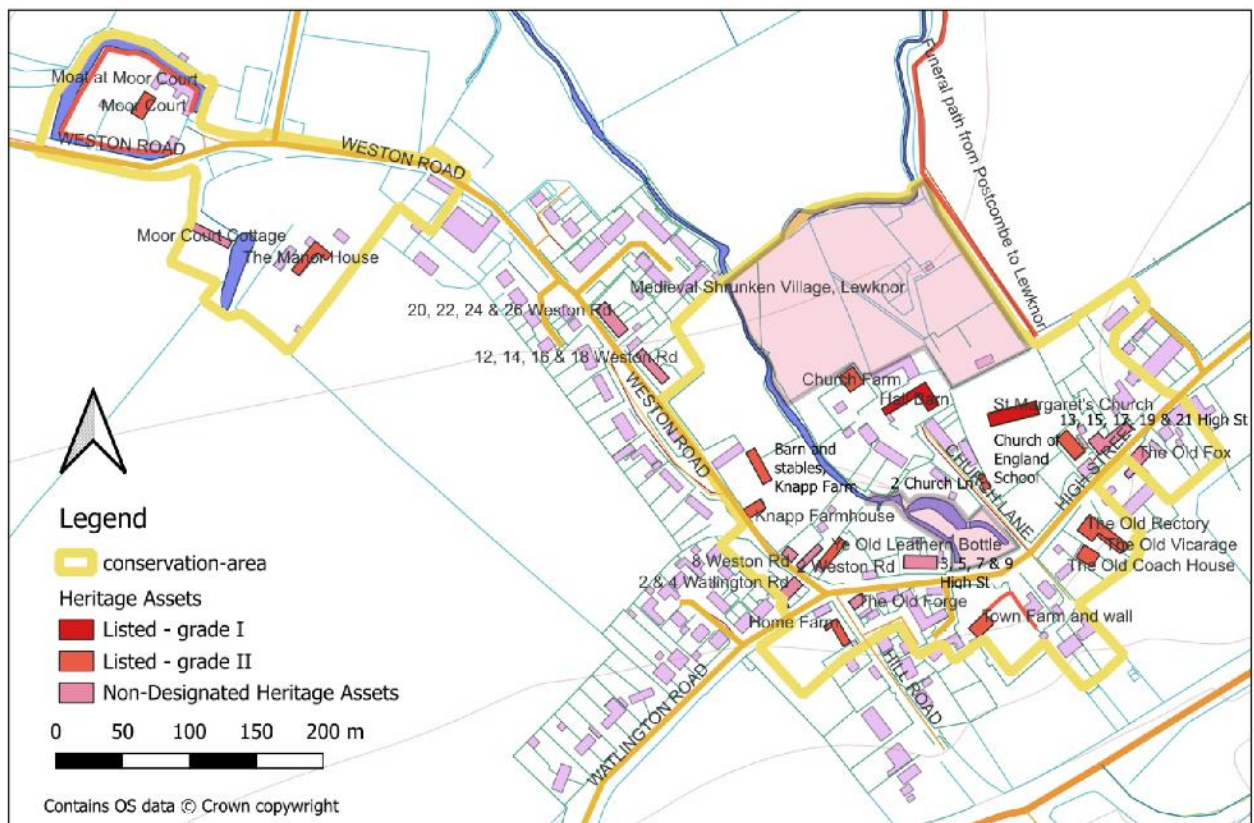 Moat at Moor Court
Moor Court
WESTON ROAD
WESTON ROAD
Funeral path from Postcombe to Lewknor
Moor Court Cottage
The Manor House
Medieval Shrunken Village, Lewknor
20, 22, 24 & 26 Weston Rd
12, 14, 16 & 18 Weston Rd
WESTON ROAD
Church Farm
Hall Barn
St Margaret's Church
13, 15, 17, 19 & 21 High St
Church of
England
School
HIGH STREET
The Old Fox
Barn and
stables,
Knapp Farm
2 Church Ln
CHURCH LANE
Knapp Farmhouse
The Old Rectory
Ye Old Leathern Bottle
The Old Vicarage
8 Weston Rd
Weston Rd
3, 5, 7 & 9
High St
The Old Coach House
2 & 4 Watlington Rd
The Old Forge
Home Farm
Town Farm and wall
HILL ROAD
WATLINGTON ROAD
Legend
conservation-area
Heritage Assets
Listed - grade I
Listed - grade II
Non-Designated Heritage Assets
0 50 100 150 200 m
Contains OS data © Crown copyright